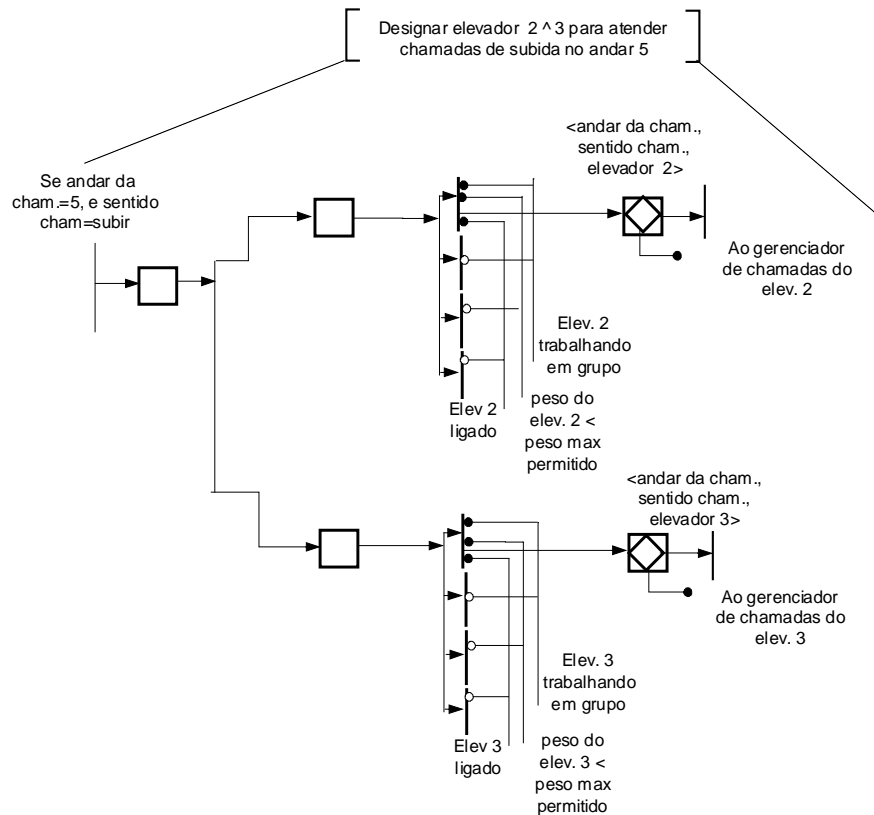 Designar elevador 2 ^ 3 para atender
chamadas de subida no andar 5
Se andar da
cham.=5, e sentido
cham=subir
<andar da cham.,
sentido cham.,
elevador 2>
Ao gerenciador
de chamadas do
elev. 2
Elev. 2
trabalhando
em grupo
Elev 2
ligado
peso do
elev. 2 <
peso max
permitido
<andar da cham.,
sentido cham.,
elevador 3>
Ao gerenciador
de chamadas do
elev. 3
Elev. 3
trabalhando
em grupo
Elev 3
ligado
peso do
elev. 3 <
peso max
permitido